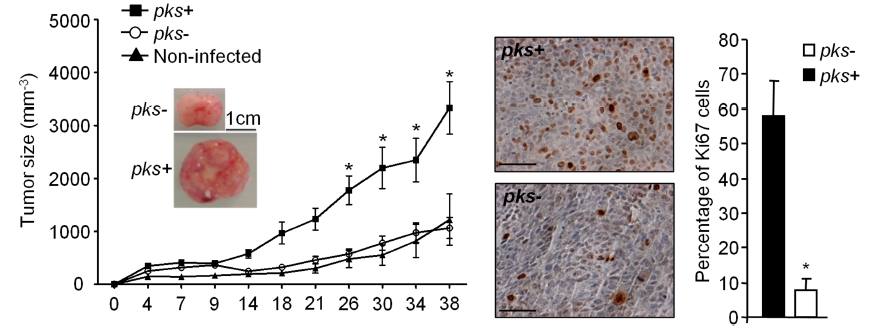 5000
4000
3000
2000
1000
0
Tumor size (mm-3)
pks+
pks-
Non-infected
pks-
1cm
pks+
*
*
*
*
0 4 7 9 14 18 21 26 30 34 38
pks+
pks-
80
70
60
50
40
30
20
10
0
Percentage of Ki67 cells
pks-
pks+
*